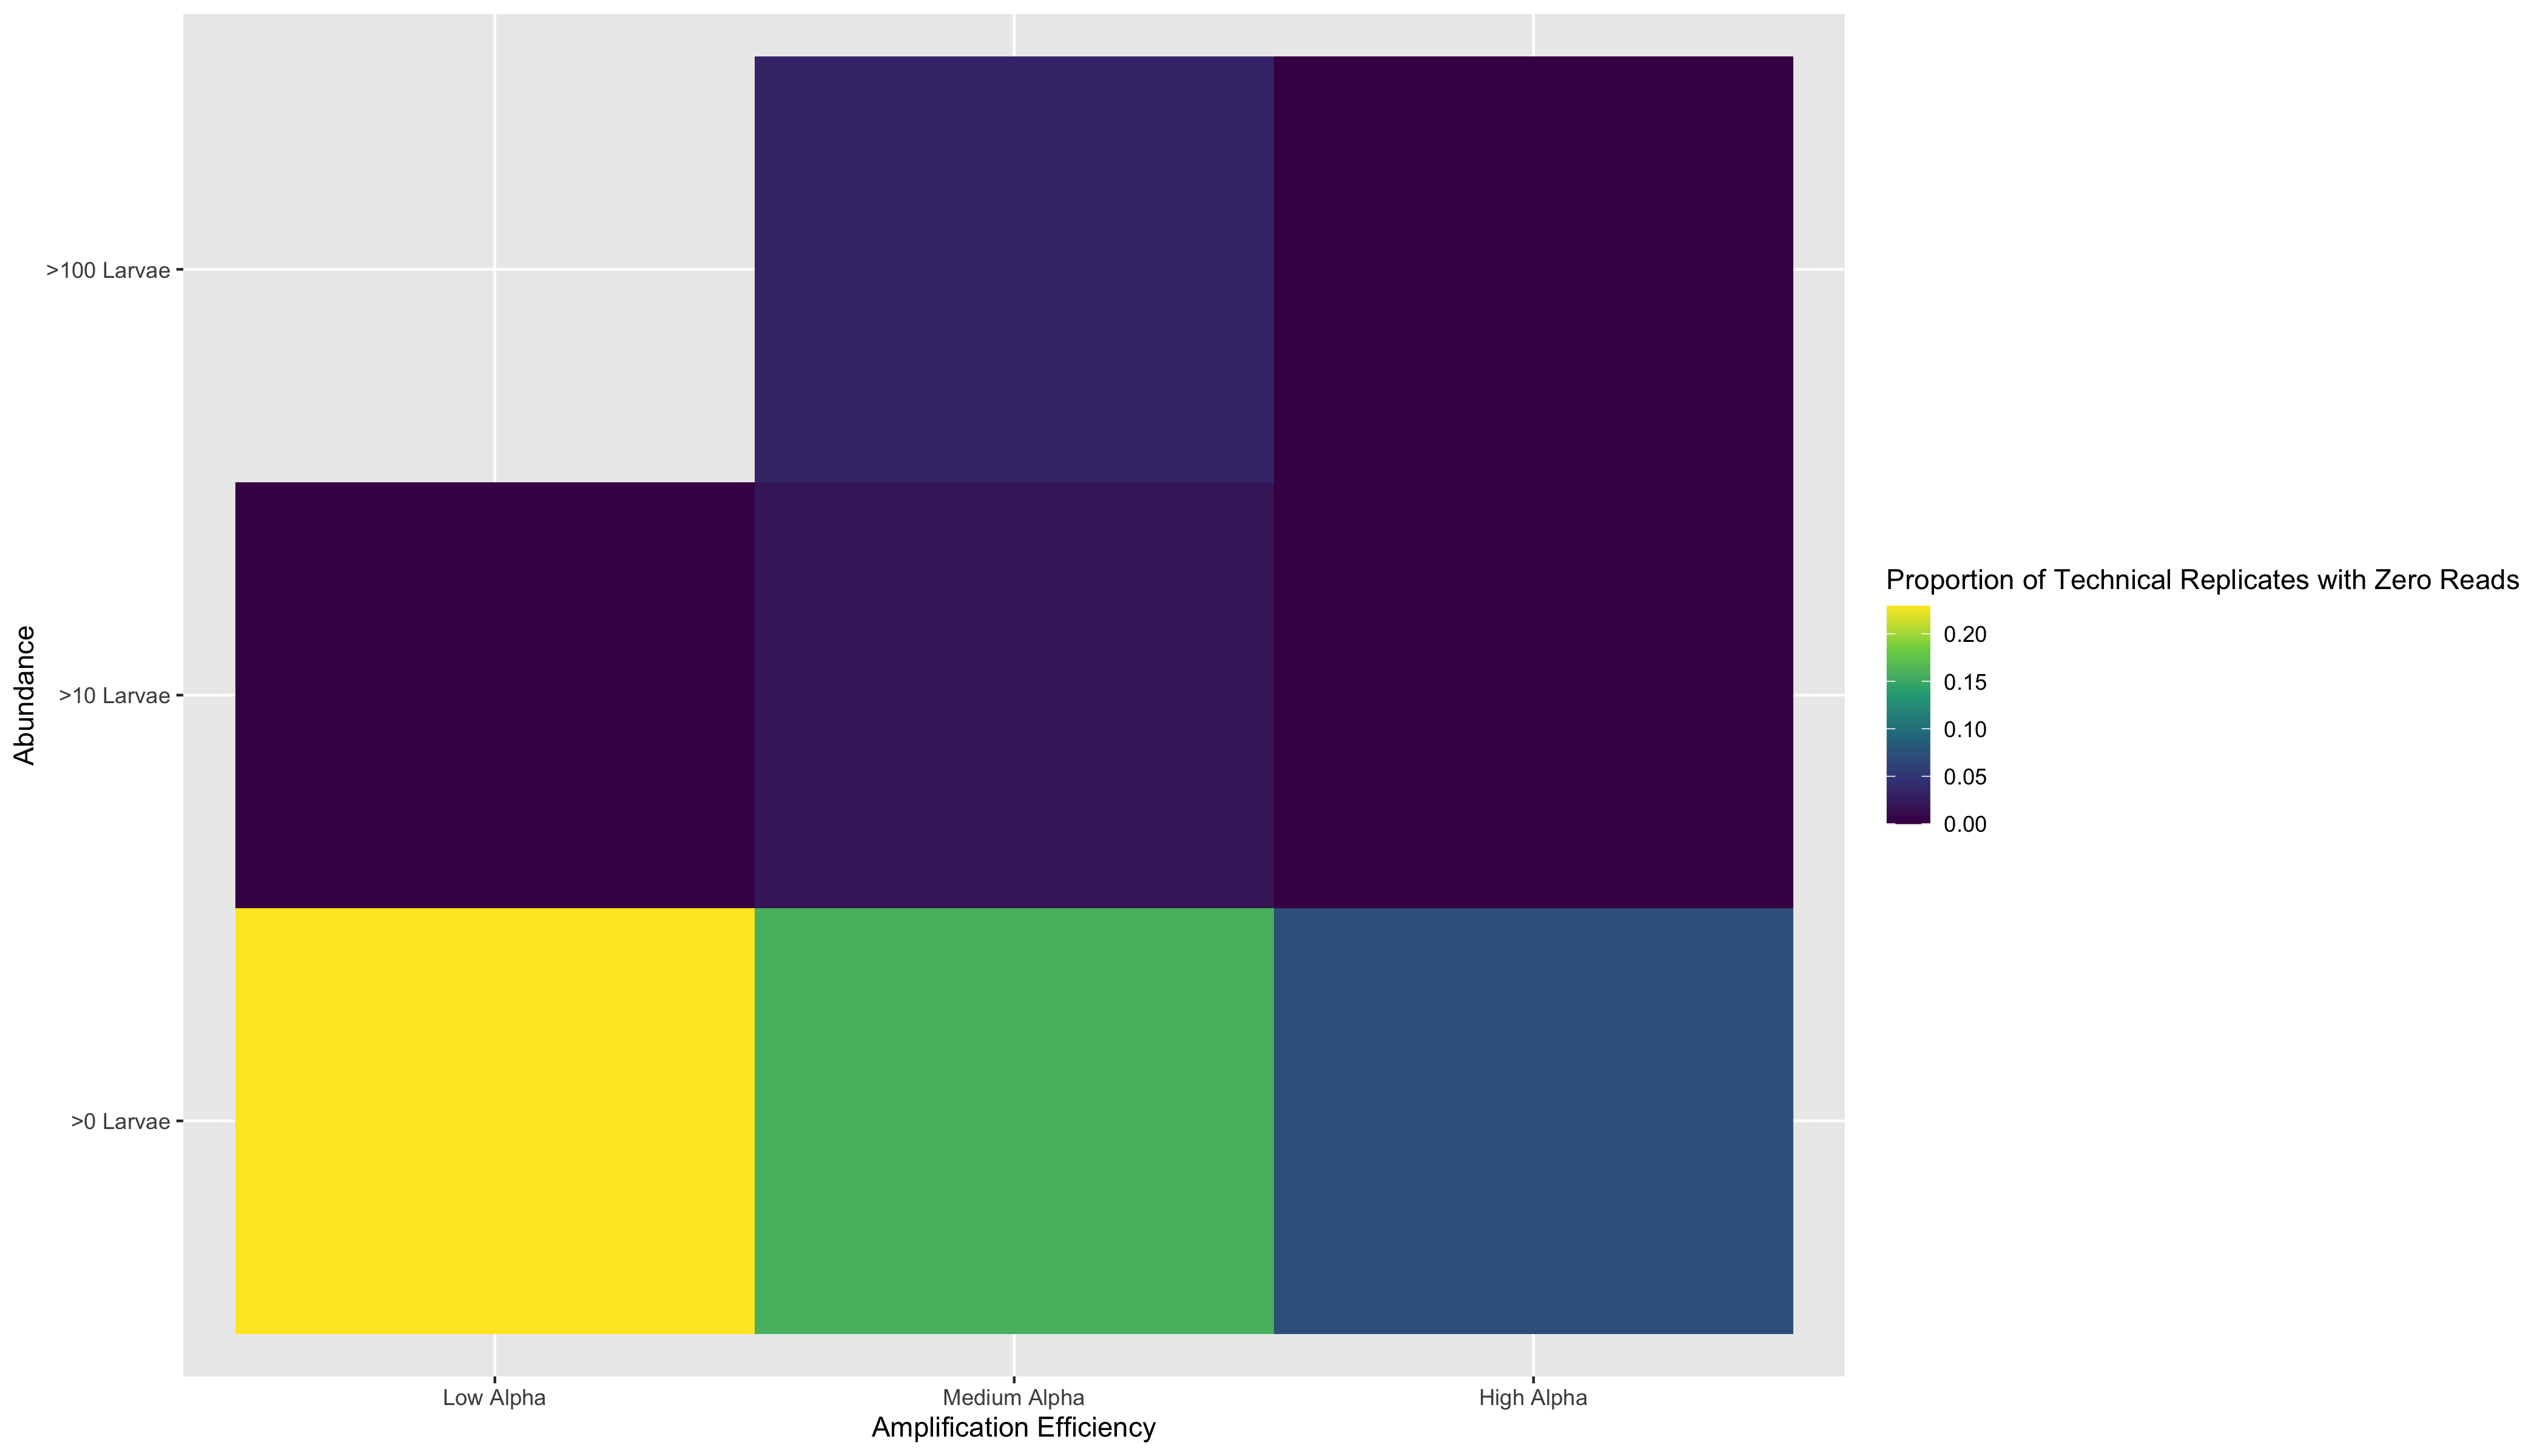 Abundance
>100 Larvae
>10 Larvae
>0 Larvae
Low Alpha
Medium Alpha
High Alpha
Amplification Efficiency
Proportion of Technical Replicates with Zero Reads
0.20
0.15
0.10
0.05
0.00